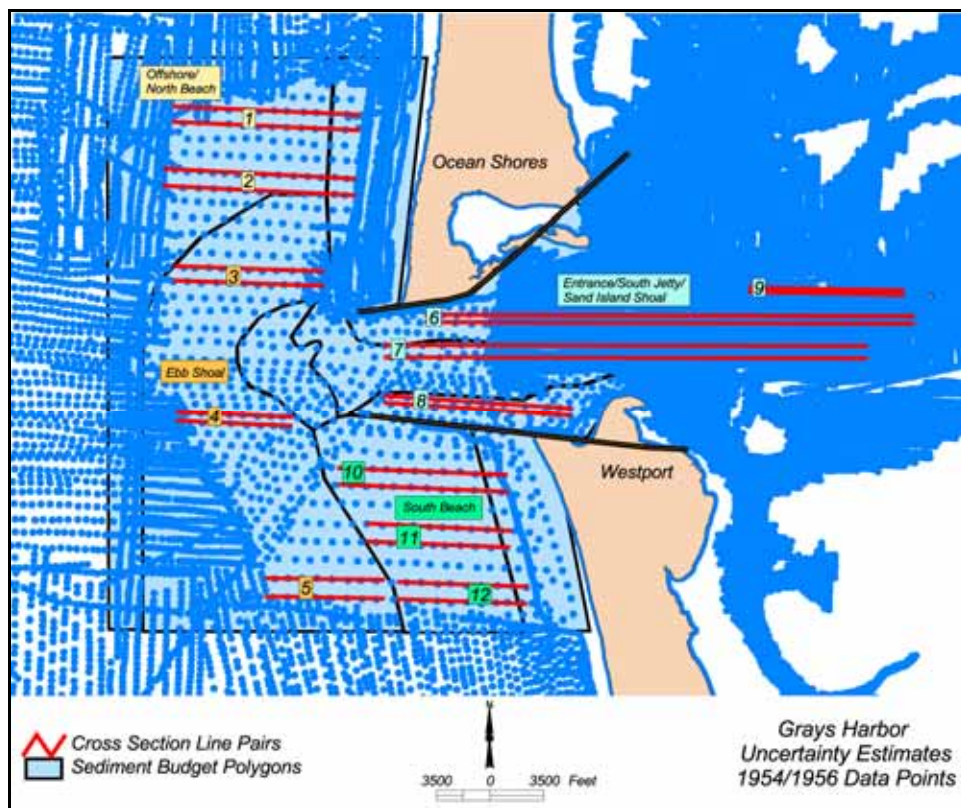 Offshore/
North Beach
1
2
Ocean Shores
3
Entrance/South Jetty/
Sand Island Shoal
9
6
7
Ebb Shoal
8
4
Westport
10
South Beach
11
5
12
N
Cross Section Line Pairs
Sediment Budget Polygons
3500 0 3500 Feet
Grays Harbor
Uncertainty Estimates
1954/1956 Data Points